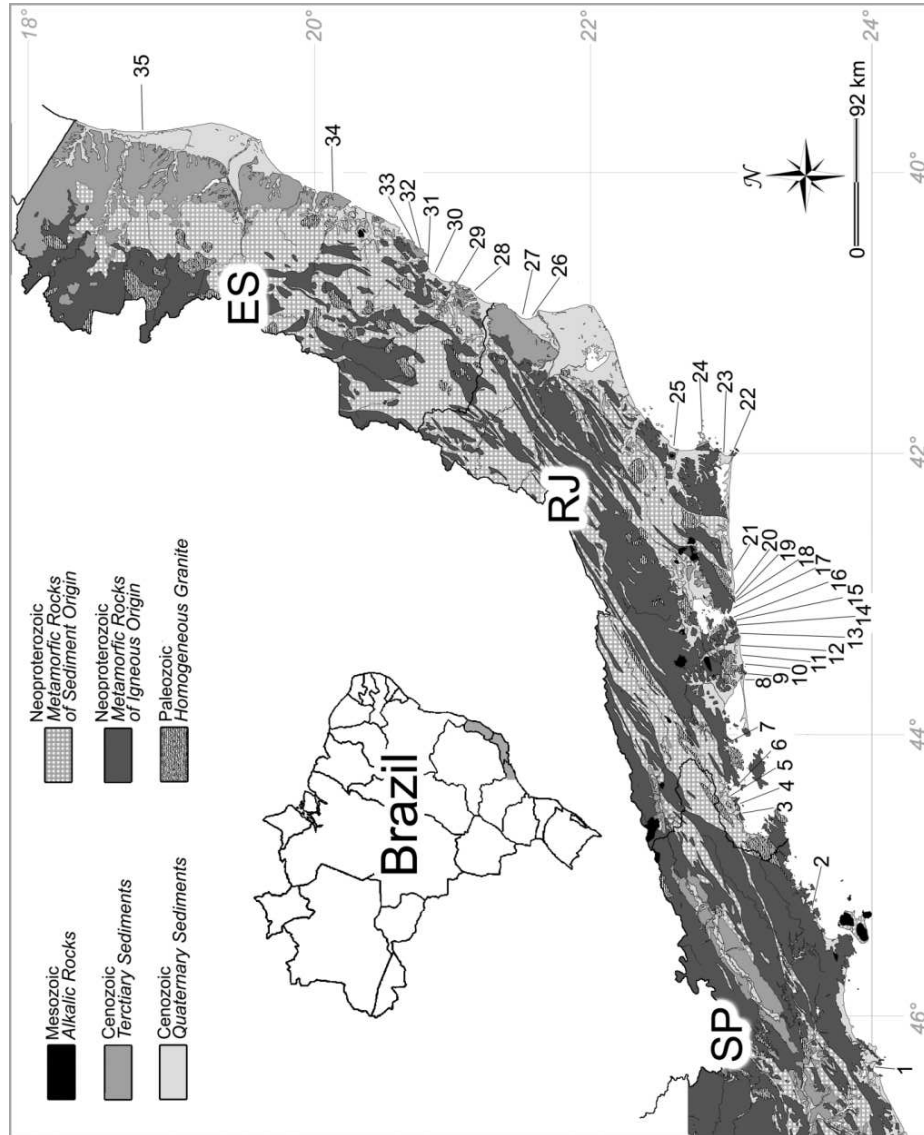 Mesozoic
Alkalic Rocks
Cenozoic
Terctiary Sediments
Cenozoic
Quaternary Sediments
Neoproterozoic
Metamorfic Rocks
of Sediment Origin
Neoproterozoic
Metamorfic Rocks
of Igneous Origin
Paleozoic
Homogeneous Granite
Brazil
SP
RJ
ES
18°
20°
22°
24°
46°
44°
42°
40°
N
0 92 km
1
2
3
4
5
6
7
8
9
10
11
12
13
14
15
16
17
18
19
20
21
22
23
24
25
26
27
28
29
30
31
32
33
34
35